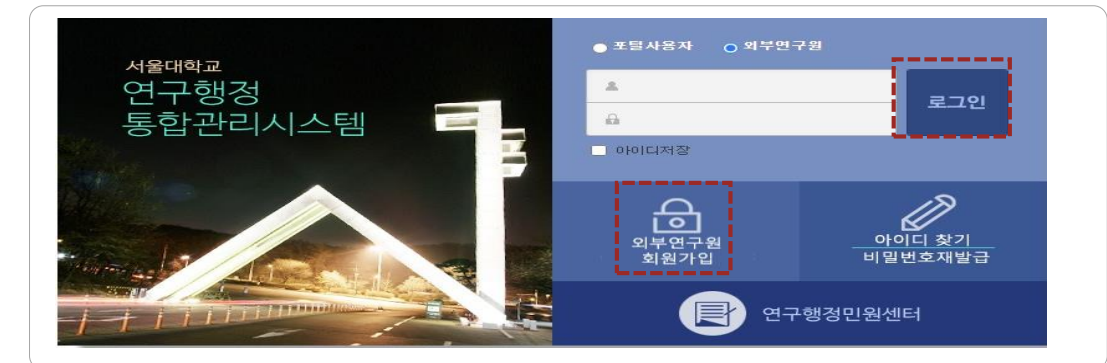 서울대학교
연구행정
통합관리시스템
포털사용자 외부연구원
로그인
아이디저장
외부연구원
회원가입
아이디 찾기
비밀번호재발급
연구행정민원센터